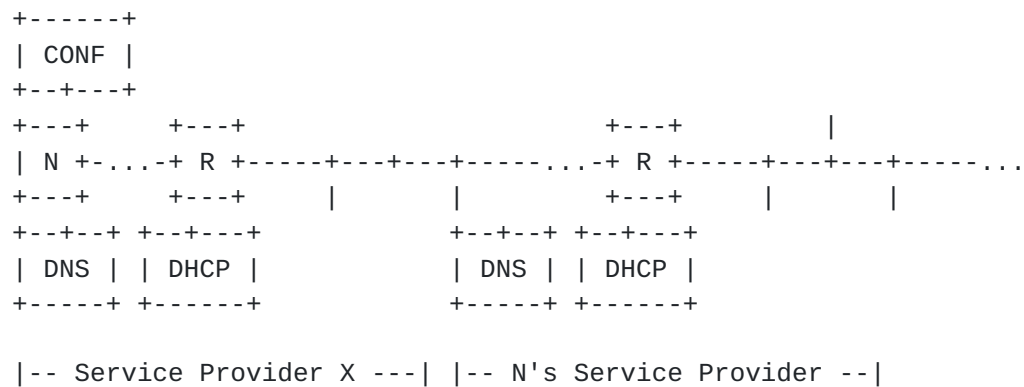 +------+
| CONF |
+--+---+
+---+     +---+                       +---+         |
| N +-...-+ R +-----+---+---+-----...-+ R +-----+---+---+-----...
+---+     +---+     |       |         +---+     |       |
+--+--+ +--+---+            +--+--+ +--+---+
| DNS | | DHCP |            | DNS | | DHCP |
+-----+ +------+            +-----+ +------+
|-- Service Provider X ---| |-- N's Service Provider --|